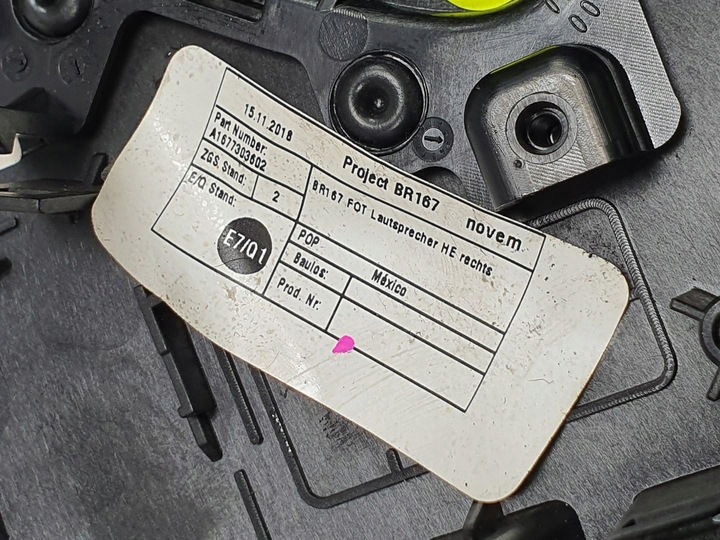 15.11.2018
Project BR167
novem
Part Number:
A1677303602
BR167 FOT Lautsprecher HE rechts
ZGS Stand:
2
E/Q Stand:
E7/Q1
POP
México
Baulos:
Prod. Nr: